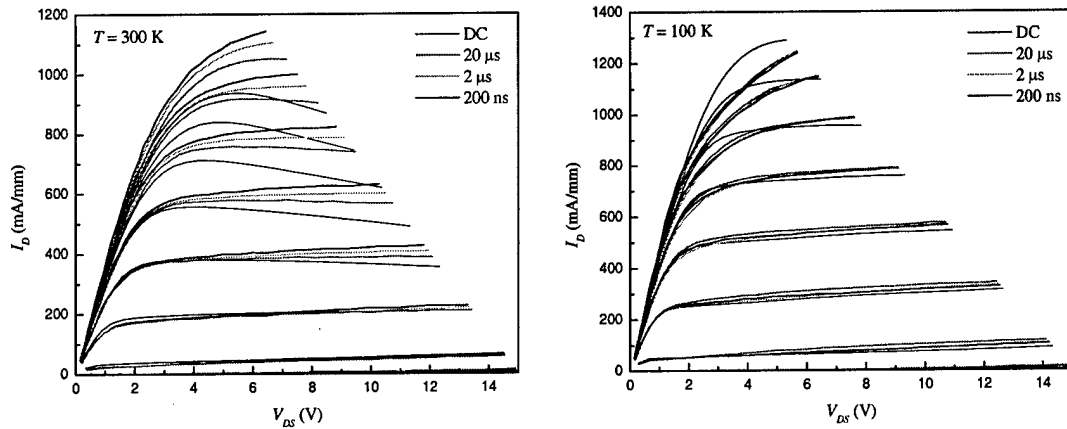 T = 300 K
DC
20 μs
2 μs
200 ns
1200
1000
800
600
400
200
0
I_D (mA/mm)
0 2 4 6 8 10 12 14
V_DS (V)
T = 100 K
DC
20 μs
2 μs
200 ns
1400
1200
1000
800
600
400
200
0
I_D (mA/mm)
0 2 4 6 8 10 12 14
V_DS (V)